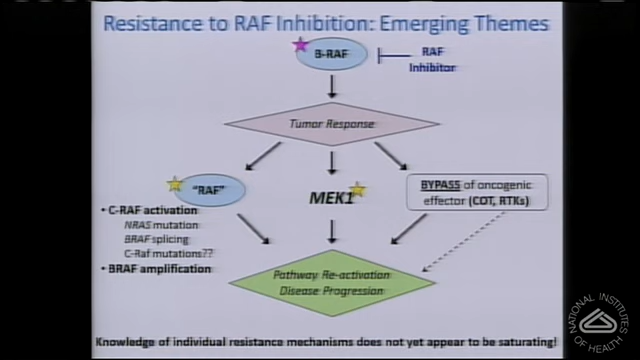 Resistance to RAF Inhibition: Emerging Themes
B-RAF
RAF
Inhibitor
Tumor Response
"RAF"
MEK1
BYPASS of oncogenic
effector (COT, RTKs)
• C-RAF activation
NRAS mutation
BRAF splicing
C-Raf mutations??
• BRAF amplification
Pathway Re-activation
Disease Progression
Knowledge of individual resistance mechanisms does not yet appear to be saturating!
NATIONAL INSTITUTES
OF HEALTH